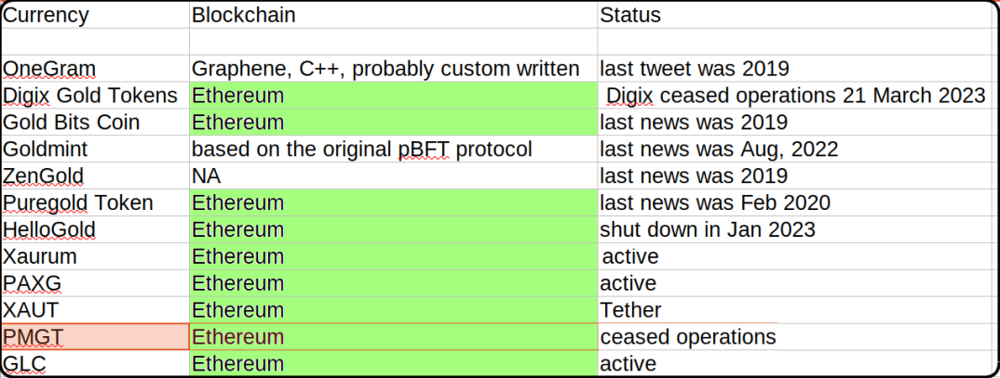 Currency Blockchain Status
OneGram Graphene, C++, probably custom written last tweet was 2019
Digix Gold Tokens Ethereum Digix ceased operations 21 March 2023
Gold Bits Coin Ethereum last news was 2019
Goldmint based on the original pBFT protocol last news was Aug, 2022
ZenGold NA last news was 2019
Puregold Token Ethereum last news was Feb 2020
HelloGold Ethereum shut down in Jan 2023
Xaurum Ethereum active
PAXG Ethereum active
XAUT Ethereum Tether
PMGT Ethereum ceased operations
GLC Ethereum active